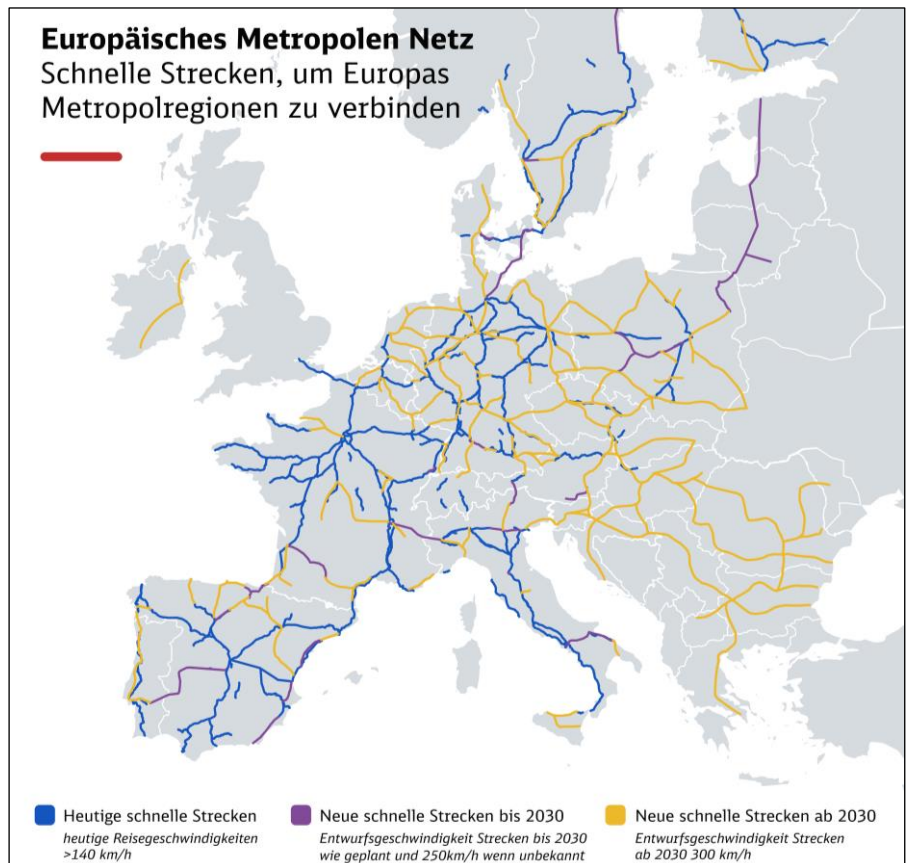 Europäisches Metropolen Netz
Schnelle Strecken, um Europas
Metropolregionen zu verbinden
Heutige schnelle Strecken
heutige Reisegeschwindigkeiten
>140 km/h
Neue schnelle Strecken bis 2030
Entwurfsgeschwindigkeit Strecken bis 2030
wie geplant und 250km/h wenn unbekannt
Neue schnelle Strecken ab 2030
Entwurfsgeschwindigkeit Strecken
ab 2030 300 km/h